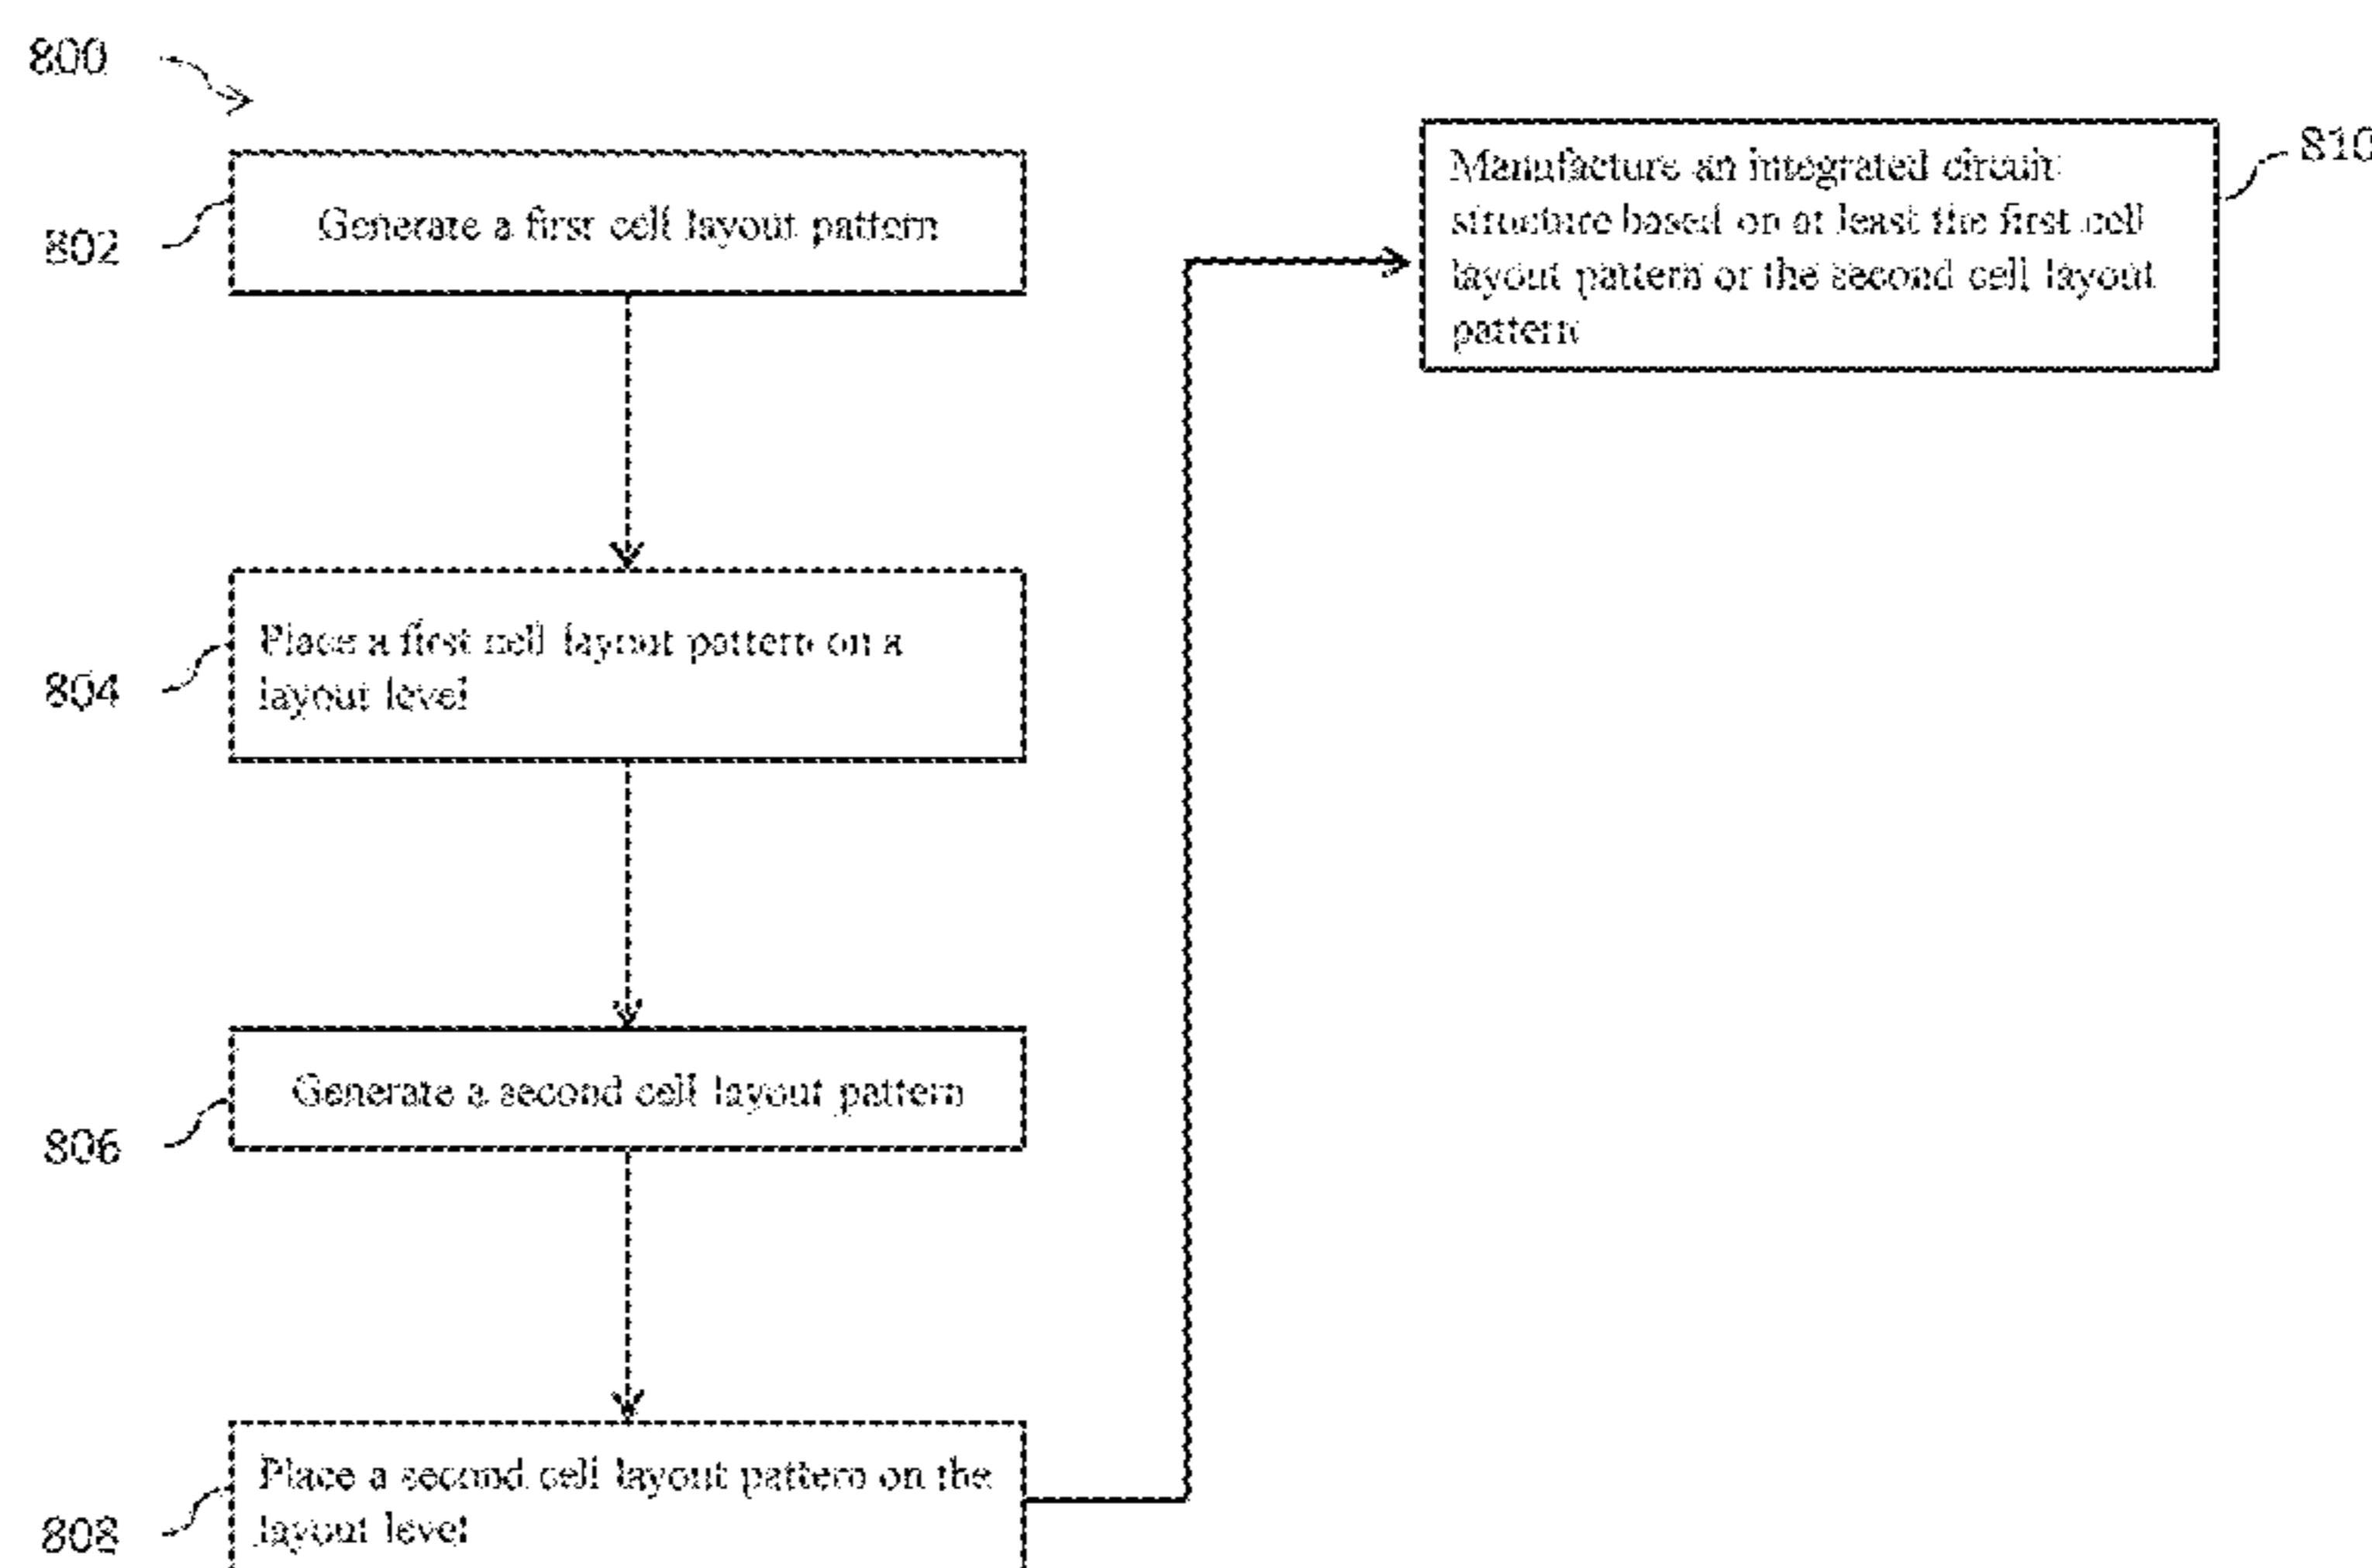 800
802
Generate a first cell layout pattern
804
Place a first cell layout pattern on a
layout level
806
Generate a second cell layout pattern
808
Place a second cell layout pattern on the
layout level
Manufacture an integrated circuit
structure based on at least the first cell
layout pattern or the second cell layout
pattern
810